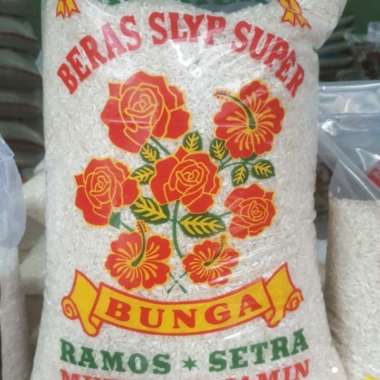 BERAS SLYP SUPER
BUNGA
RAMOS * SETRA